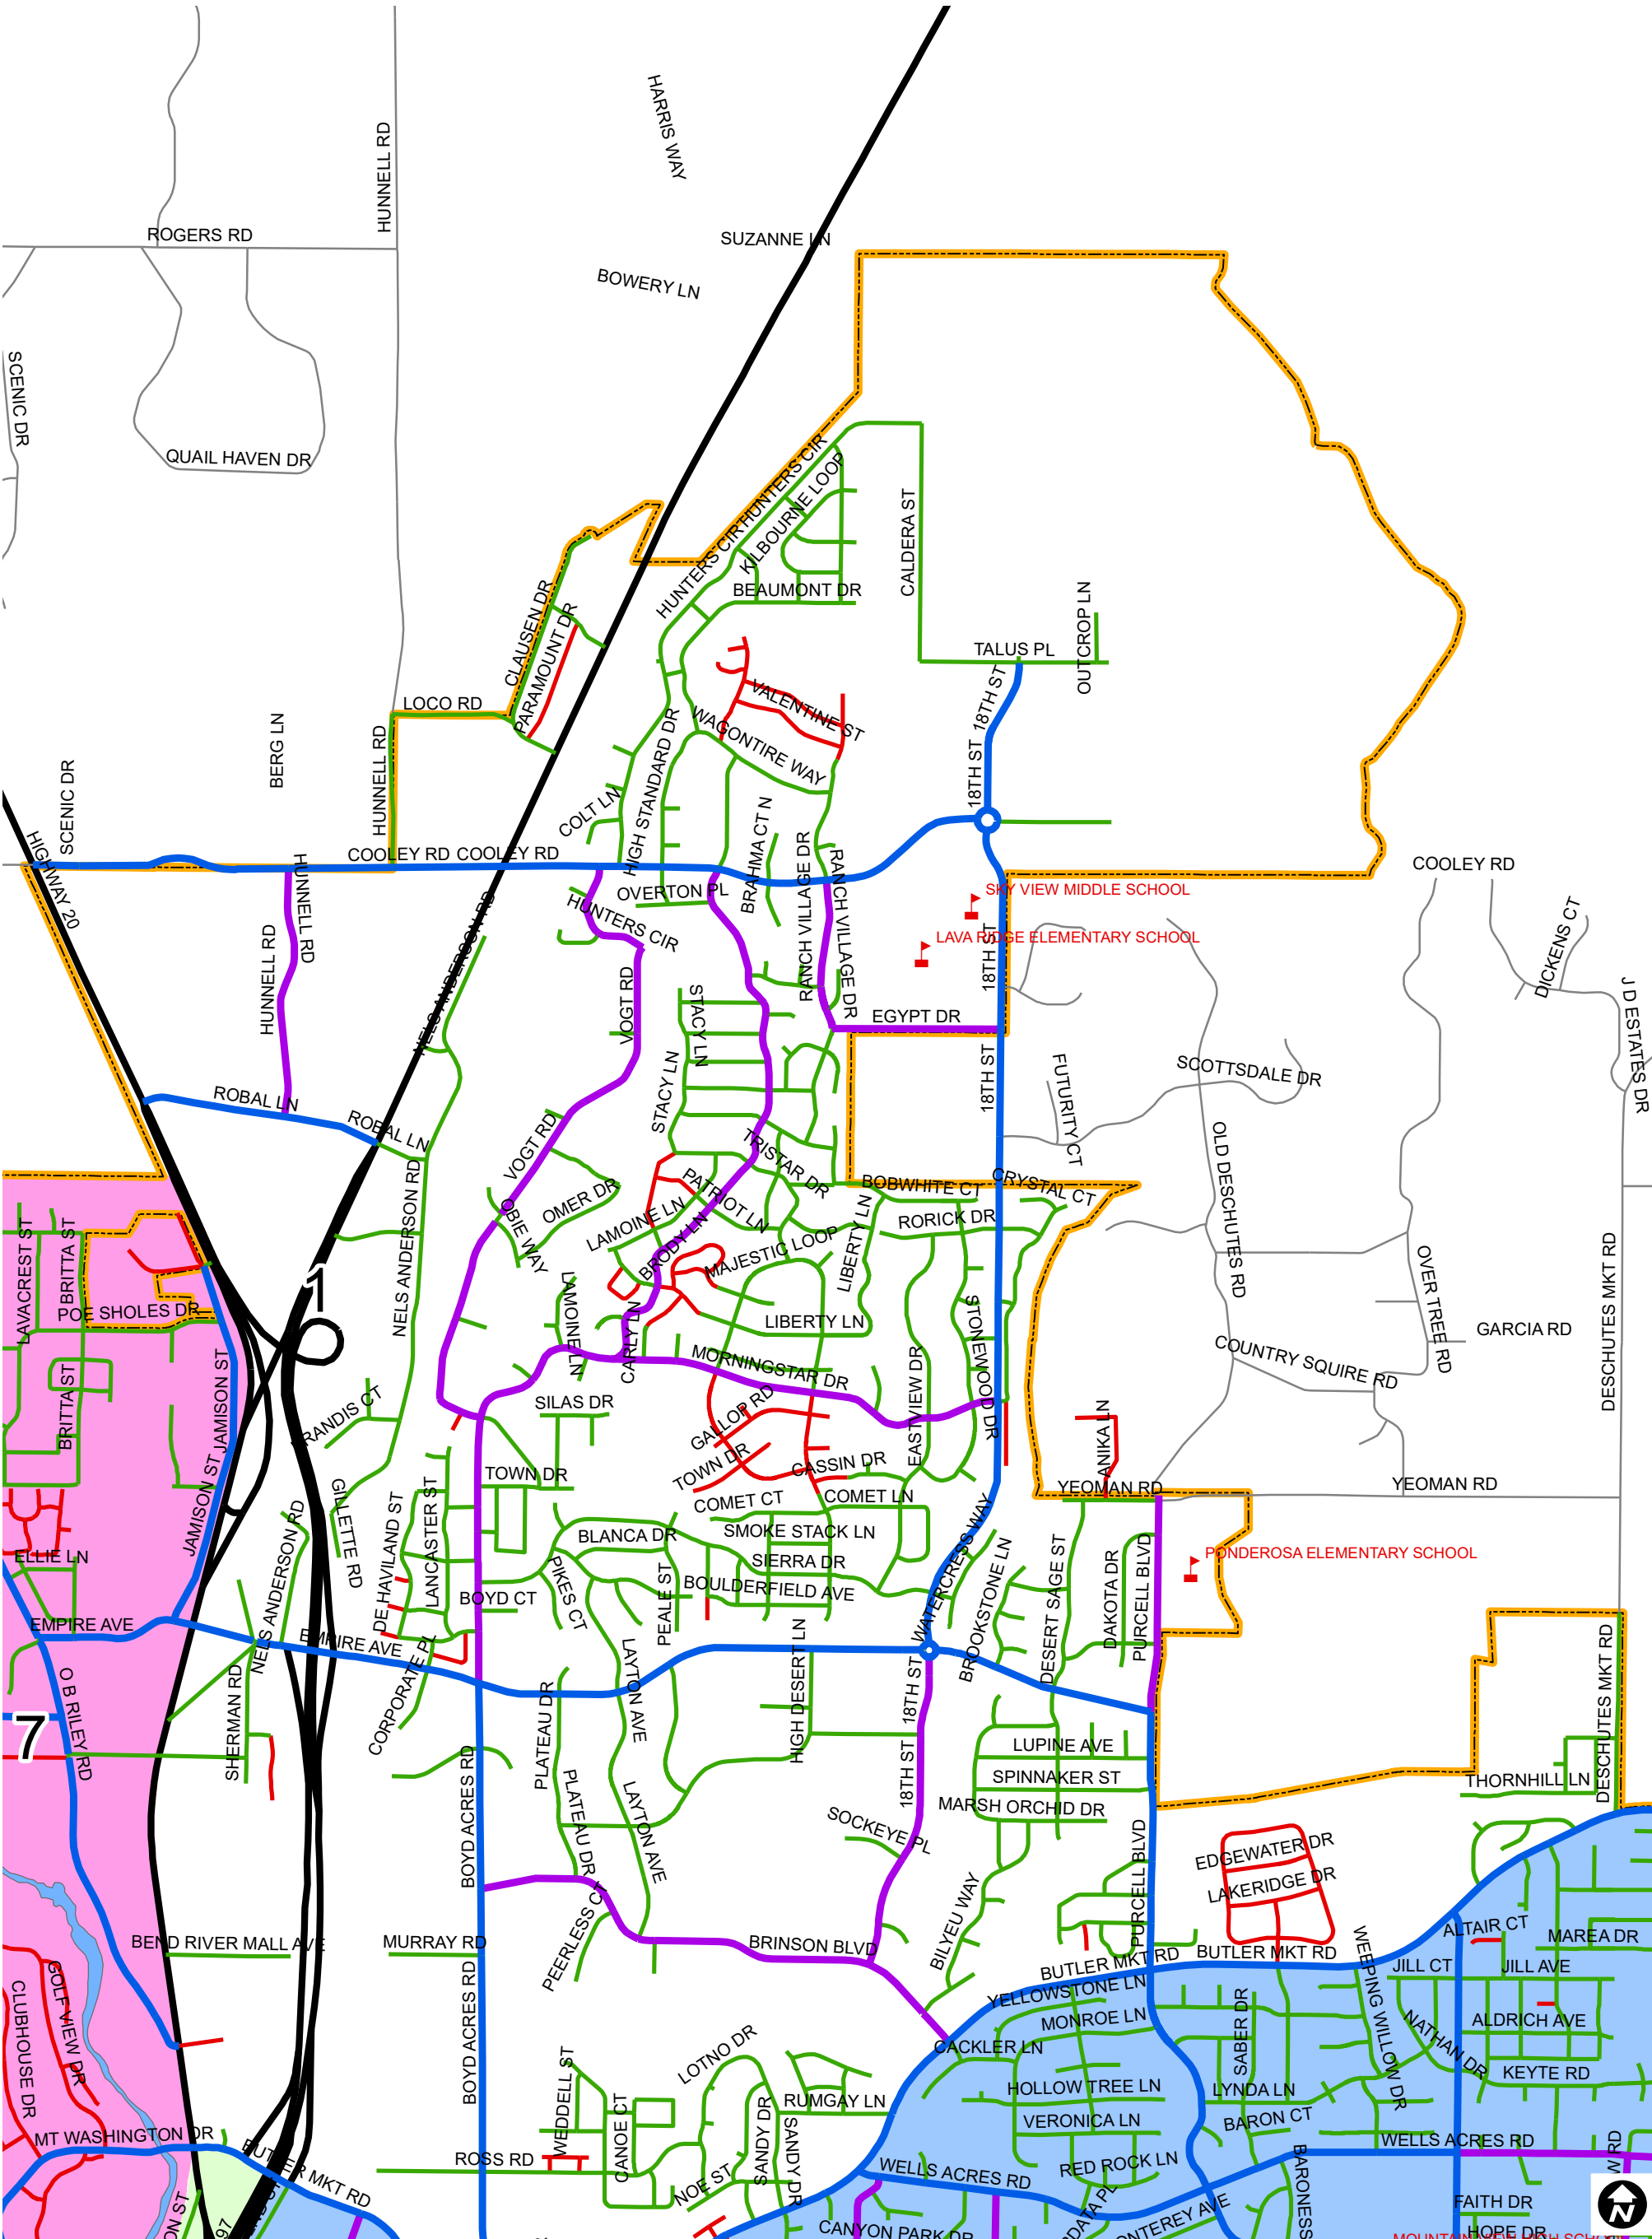 HARRIS WAY
HUNNELL RD
ROGERS RD
SUZANNE LN
BOWERY LN
SCENIC DR
QUAIL HAVEN DR
HUNTERS CIR
HUNTERS CIR
KILBOURNE LOOP
CALDERA ST
BEAUMONT DR
CLAUSEN DR
PARAMOUNT DR
OUTCROP LN
TALUS PL
18TH ST
LOCO RD
VALENTINE ST
WAGONTIRE WAY
BERG LN
HUNNELL RD
SCENIC DR
HIGH STANDARD DR
18TH ST
COLT LN
BRAHMA CT N
HIGHWAY 20
COOLEY RD
COOLEY RD
RANCH VILLAGE DR
RANCH VILLAGE DR
COOLEY RD
HUNNELL RD
OVERTON PL
SKY VIEW MIDDLE SCHOOL
HUNTERS CIR
LAVA RIDGE ELEMENTARY SCHOOL
DICKENS CT
NELS ANDERSON RD
HUNNELL RD
VOGT RD
STACY LN
18TH ST
EGYPT DR
J D ESTATES DR
SCOTTSDALE DR
FUTURITY CT
18TH ST
ROBAL LN
ROBAL LN
STACY LN
VOGT RD
TRISTAR DR
OLD DESCHUTES RD
BOBWHITE CT
CRYSTAL CT
OMER DR
OBIE WAY
PATRIOT LN
LAMOINE LN
RORICK DR
LIBERTY LN
BRODY LN
MAJESTIC LOOP
LAVACREST ST
BRITTA ST
NELS ANDERSON RD
DESCHUTES MKT RD
OVER TREE RD
1
POE SHOLES DR
LAMOINE LN
CARLY LN
LIBERTY LN
STONEWOOD DR
GARCIA RD
COUNTRY SQUIRE RD
MORNINGSTAR DR
EASTVIEW DR
BRITTA ST
JAMISON ST
BRANDIS CT
SILAS DR
GALLOP RD
ANIKA LN
JAMISON ST
TOWN DR
TOWN DR
CASSIN DR
YEOMAN RD
YEOMAN RD
GILLETTE RD
COMET CT
COMET LN
DE HAVILAND ST
LANCASTER ST
BLANCA DR
SMOKE STACK LN
WATERCRESS WAY
ELLIE LN
NELS ANDERSON RD
SIERRA DR
PONDEROSA ELEMENTARY SCHOOL
BOYD CT
PIKES CT
PEALE ST
BOULDERFIELD AVE
BROOKSTONE LN
DESERT SAGE ST
DAKOTA DR
PURCELL BLVD
EMPIRE AVE
EMPIRE AVE
CORPORATE PL
LAYTON AVE
HIGH DESERT LN
18TH ST
DESCHUTES MKT RD
O B RILEY RD
7
SHERMAN RD
PLATEAU DR
LUPINE AVE
BOYD ACRES RD
18TH ST
SPINNAKER ST
THORNHILL LN
PLATEAU DR
LAYTON AVE
MARSH ORCHID DR
SOCKEYE PL
PURCELL BLVD
EDGEWATER DR
LAKERIDGE DR
PEERLESS CT
BILYEU WAY
BEND RIVER MALL AVE
MURRAY RD
BRINSON BLVD
BUTLER MKT RD
BUTLER MKT RD
WEEPING WILLOW DR
ALTAIR CT
MAREA DR
JILL CT
JILL AVE
YELLOWSTONE LN
GOLF VIEW DR
CLUBHOUSE DR
BOYD ACRES RD
MONROE LN
SABER DR
NATHAN DR
ALDRICH AVE
CACKLER LN
LOTNO DR
WEDDELL ST
KEYTE RD
HOLLOW TREE LN
LYNDA LN
RUMGAY LN
CANOE CT
SANDY DR
SANDY DR
VERONICA LN
BARON CT
MT WASHINGTON DR
BUTLER MKT RD
ROSS RD
WELLS ACRES RD
RED ROCK LN
WELLS ACRES RD
NOE ST
BARONESS
FAITH DR
HOPE DR
97
CANYON PARK DR
N